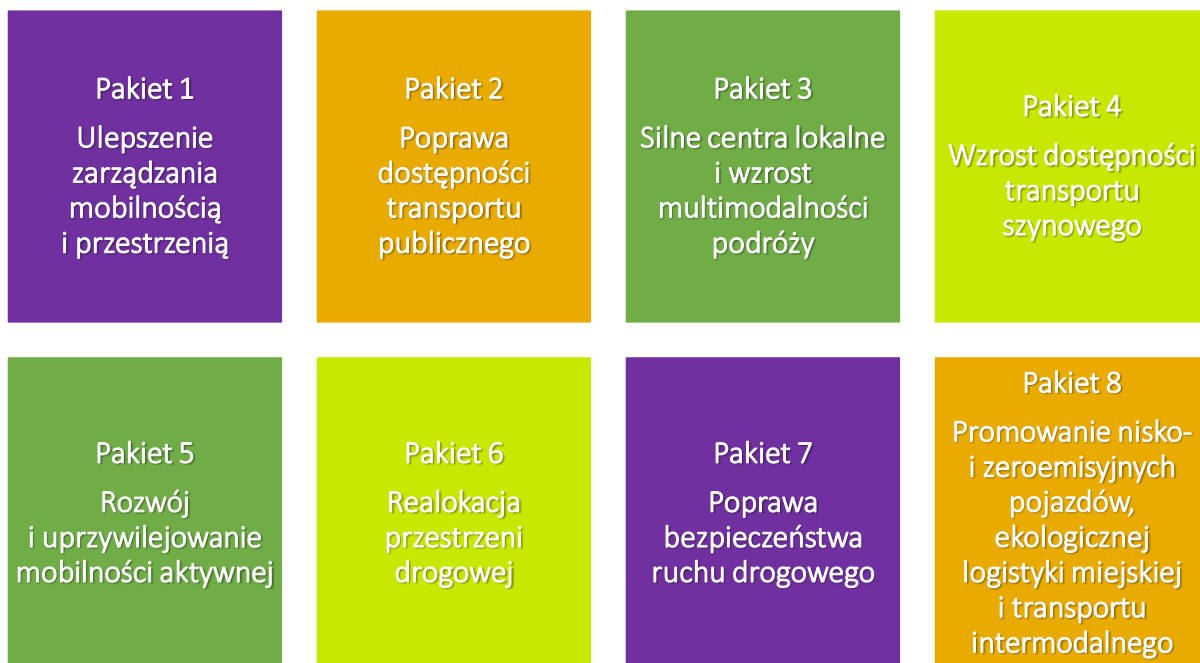 Pakiet 1
Ulepszenie
zarządzania
mobilnością
i przestrzenią
Pakiet 2
Poprawa
dostępności
transportu
publicznego
Pakiet 3
Silne centra lokalne
i wzrost
multimodalności
podróży
Pakiet 4
Wzrost dostępności
transportu
szynowego
Pakiet 5
Rozwój
i uprzywilejowanie
mobilności aktywnej
Pakiet 6
Realokacja
przestrzeni
drogowej
Pakiet 7
Poprawa
bezpieczeństwa
ruchu drogowego
Pakiet 8
Promowanie nisko-
i zeroemisyjnych
pojazdów,
ekologicznej
logistyki miejskiej
i transportu
intermodalnego